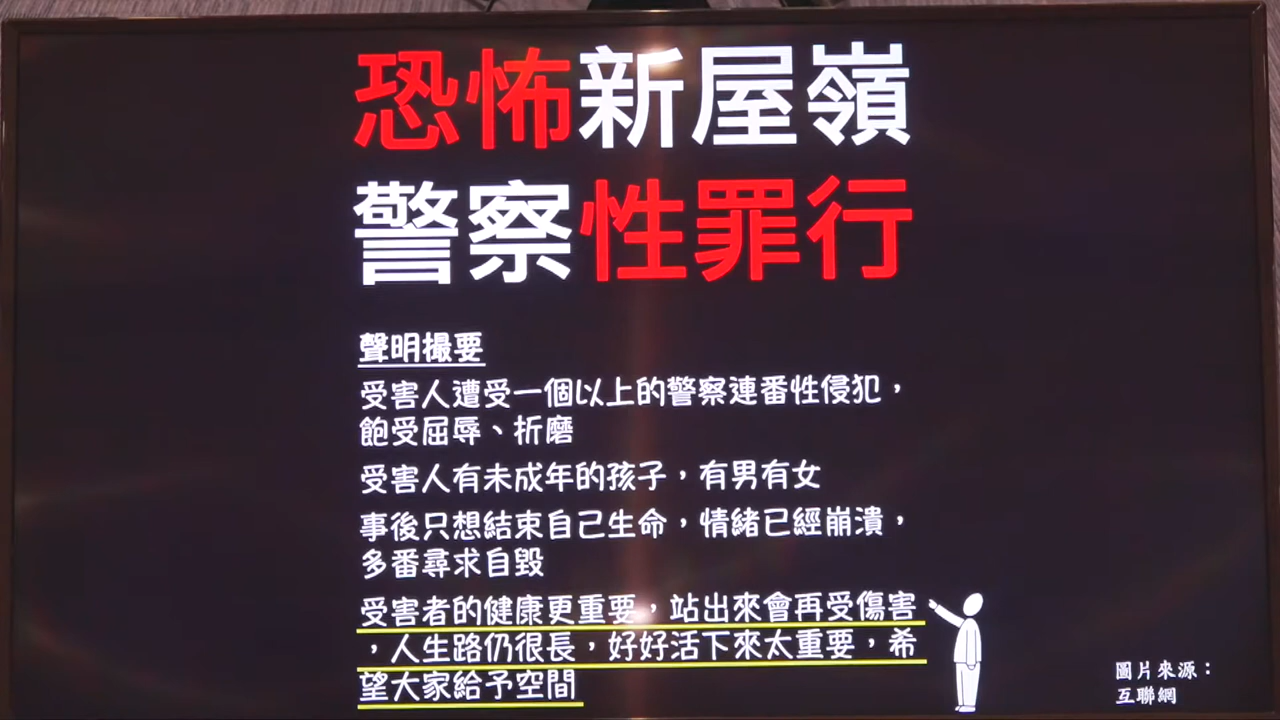 恐怖新屋嶺
警察性罪行
聲明撮要
受害人遭受一個以上的警察連番性侵犯，
飽受屈辱、折磨
受害人有未成年的孩子，有男有女
事後只想結束自己生命，情緒已經崩潰，
多番尋求自毀
受害者的健康更重要，站出來會再受傷害
，人生路仍很長，好好活下來太重要，希
望大家給予空間
圖片來源：
互聯網